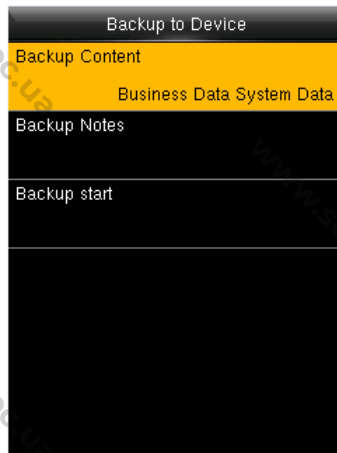 Backup to Device
Backup Content
Business Data System Data
Backup Notes
Backup start